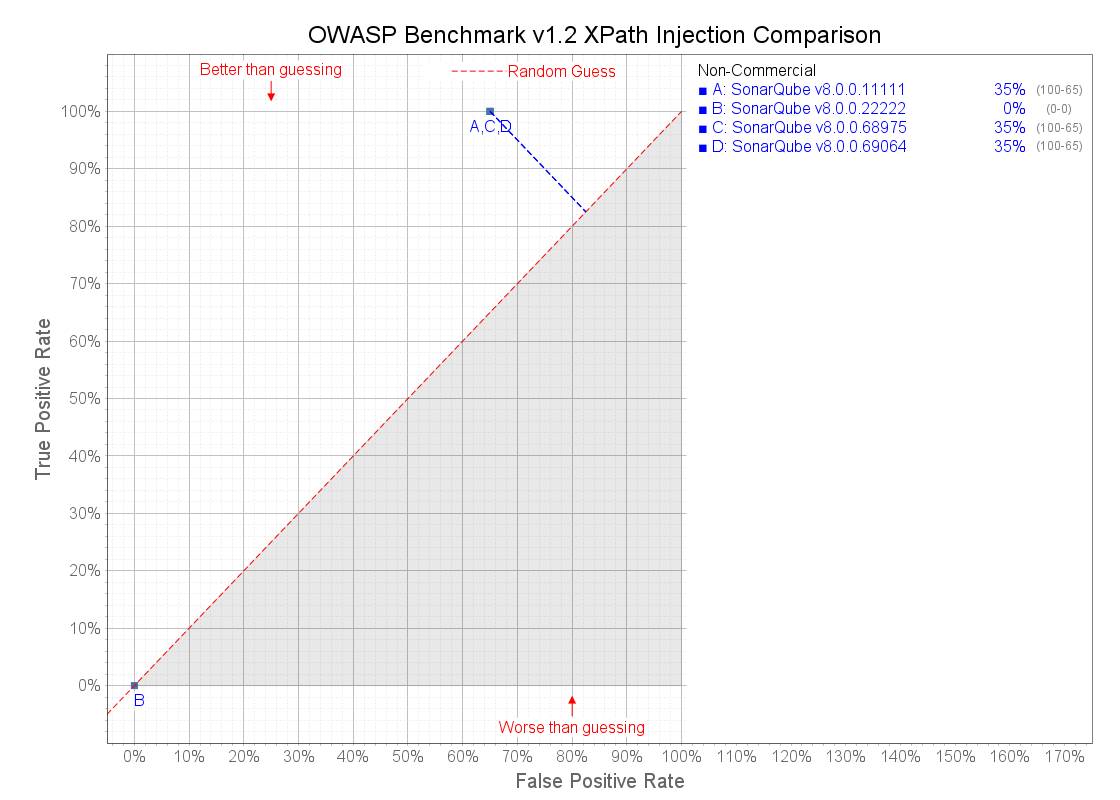 OWASP Benchmark v1.2 XPath Injection Comparison
Better than guessing
Random Guess
Non-Commercial
A: SonarQube v8.0.0.11111 35% (100-65)
B: SonarQube v8.0.0.22222 0% (0-0)
C: SonarQube v8.0.0.68975 35% (100-65)
D: SonarQube v8.0.0.69064 35% (100-65)
100%
A,C,D
90%
80%
70%
60%
50%
40%
30%
20%
10%
0%
True Positive Rate
B
Worse than guessing
0% 10% 20% 30% 40% 50% 60% 70% 80% 90% 100% 110% 120% 130% 140% 150% 160% 170%
False Positive Rate